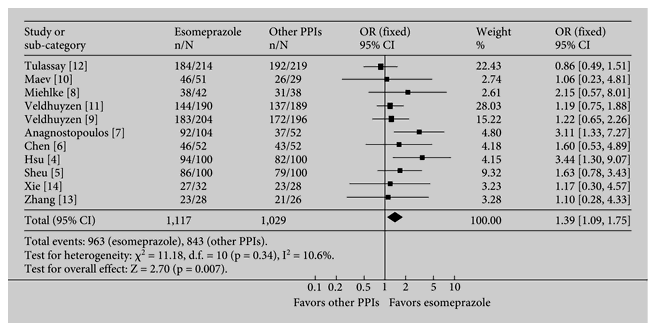 Study or Esomeprazole Other PPIs OR (fixed) Weight OR (fixed)
sub-category n/N n/N 95% CI % 95% CI
Tulassay [12] 184/214 192/219 22.43 0.86 [0.49, 1.51]
Maev [10] 46/51 26/29 2.74 1.06 [0.23, 4.81]
Miehlke [8] 38/42 31/38 2.61 2.15 [0.57, 8.01]
Veldhuyzen [11] 144/190 137/189 28.03 1.19 [0.75, 1.88]
Veldhuyzen [9] 183/204 172/196 15.22 1.22 [0.65, 2.26]
Anagnostopoulos [7] 92/104 37/52 4.80 3.11 [1.33, 7.27]
Chen [6] 46/52 43/52 4.18 1.60 [0.53, 4.89]
Hsu [4] 94/100 82/100 4.15 3.44 [1.30, 9.07]
Sheu [5] 86/100 79/100 9.32 1.63 [0.78, 3.43]
Xie [14] 27/32 23/28 3.23 1.17 [0.30, 4.57]
Zhang [13] 23/28 21/26 3.28 1.10 [0.28, 4.33]
Total (95% CI) 1,117 1,029 100.00 1.39 [1.09, 1.75]
Total events: 963 (esomeprazole), 843 (other PPIs).
Test for heterogeneity: χ² = 11.18, d.f. = 10 (p = 0.34), I² = 10.6%.
Test for overall effect: Z = 2.70 (p = 0.007).
0.1 0.2 0.5 1 2 5 10
Favors other PPIs Favors esomeprazole